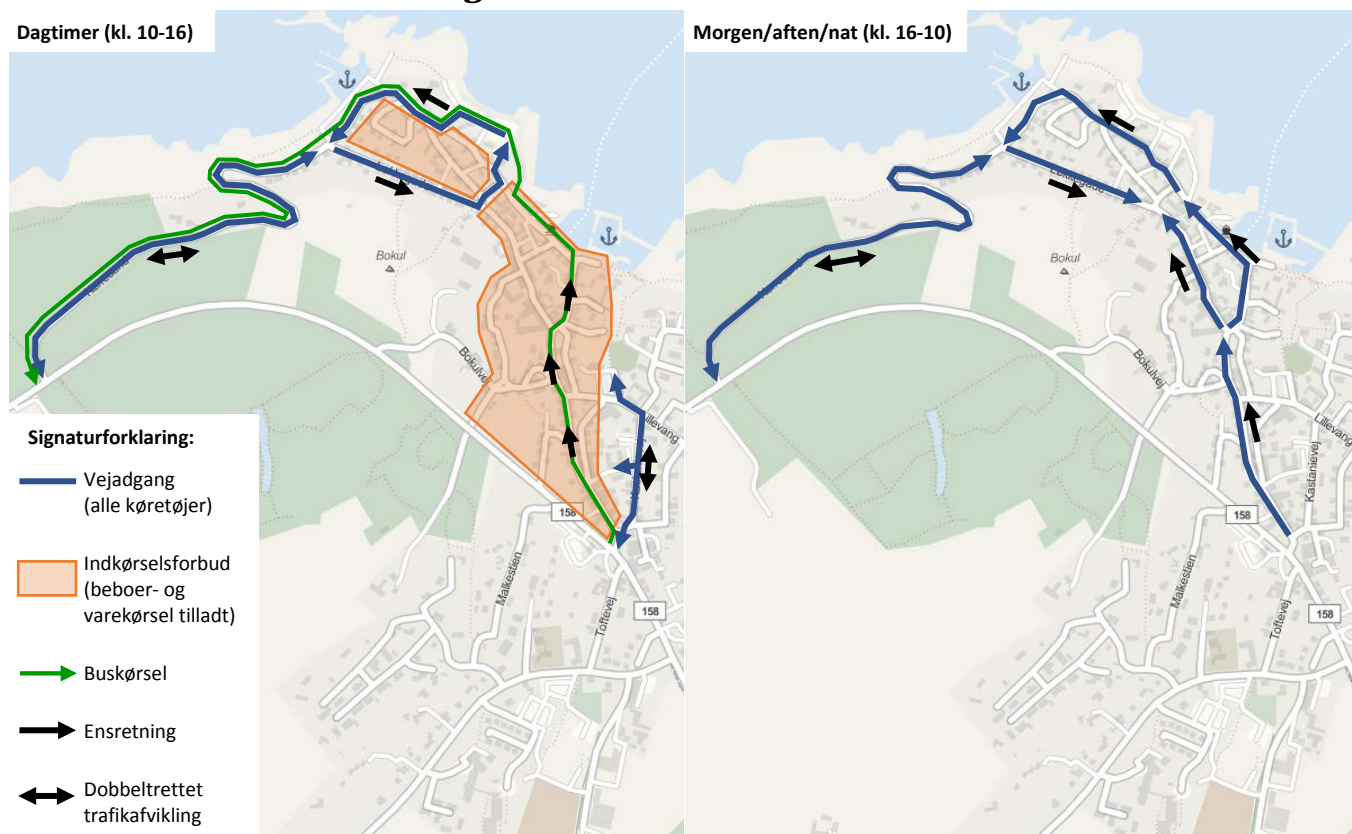 Dagtimer (kl. 10-16)
Bokul
Bokulvej
Lillevang
158
Malkestien
Toftevej
158
Signaturforklaring:
Vejadgang
(alle køretøjer)
Indkørselsforbud
(beboer- og
varekørsel tilladt)
Buskørsel
Ensretning
Dobbeltrettet
trafikafvikling
Morgen/aften/nat (kl. 16-10)
Bokul
Bokulvej
Lillevang
Kastanievej
158
Malkestien
158
Toftevej